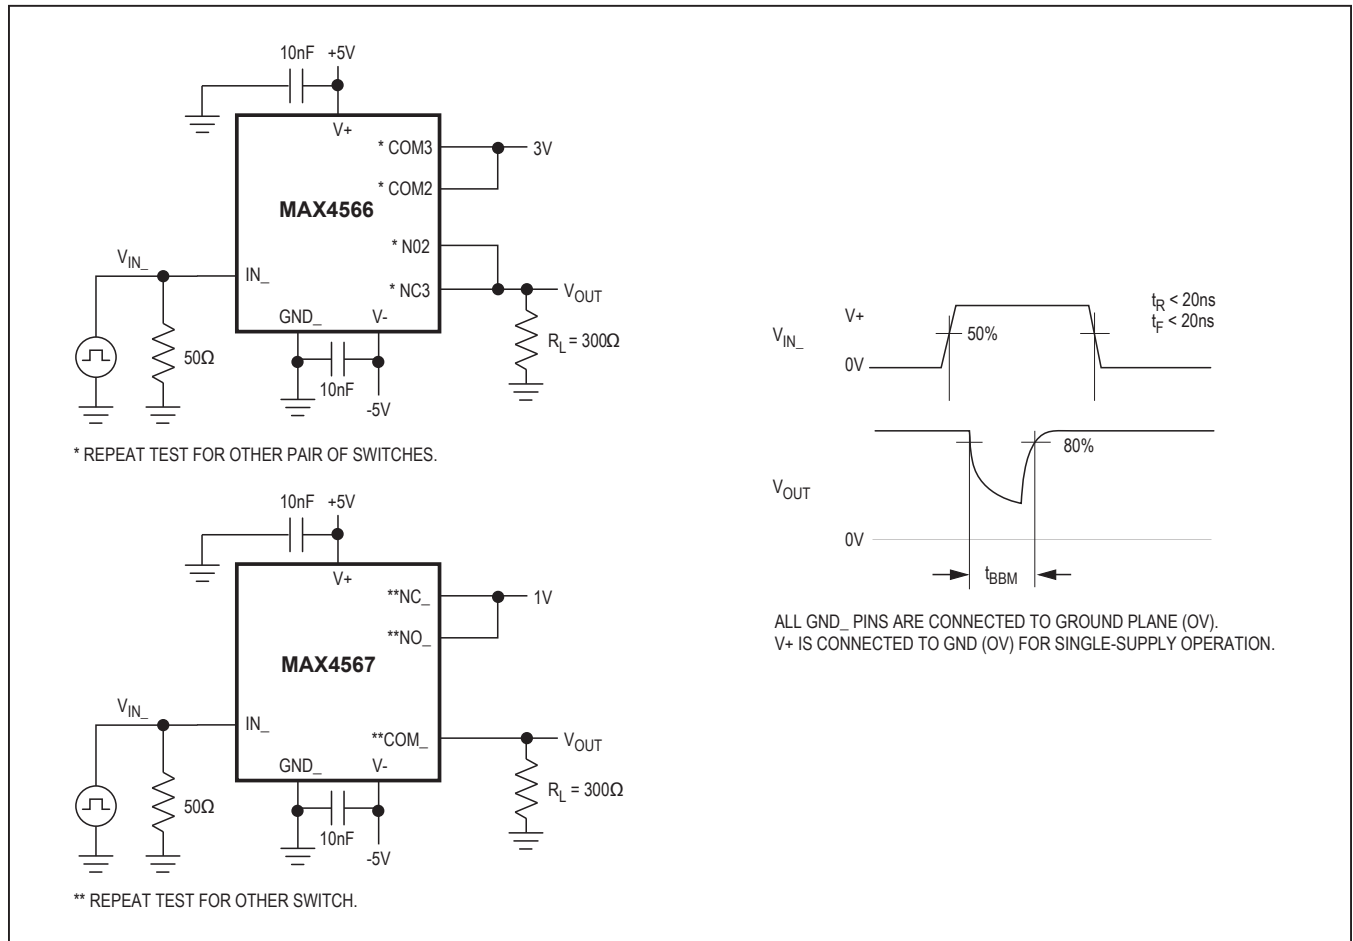 10nF +5V
V+
* COM3
3V
* COM2
MAX4566
* N02
V_IN_
IN_
* NC3
V_OUT
GND_ V-
R_L = 300Ω
50Ω
10nF
-5V
* REPEAT TEST FOR OTHER PAIR OF SWITCHES.
10nF +5V
V+
**NC_
1V
**NO_
MAX4567
V_IN_
IN_
**COM_
V_OUT
GND_ V-
R_L = 300Ω
50Ω
10nF
-5V
** REPEAT TEST FOR OTHER SWITCH.
t_R < 20ns
V+
t_F < 20ns
V_IN_
50%
0V
80%
V_OUT
0V
t_BBM
ALL GND_ PINS ARE CONNECTED TO GROUND PLANE (OV).
V+ IS CONNECTED TO GND (OV) FOR SINGLE-SUPPLY OPERATION.